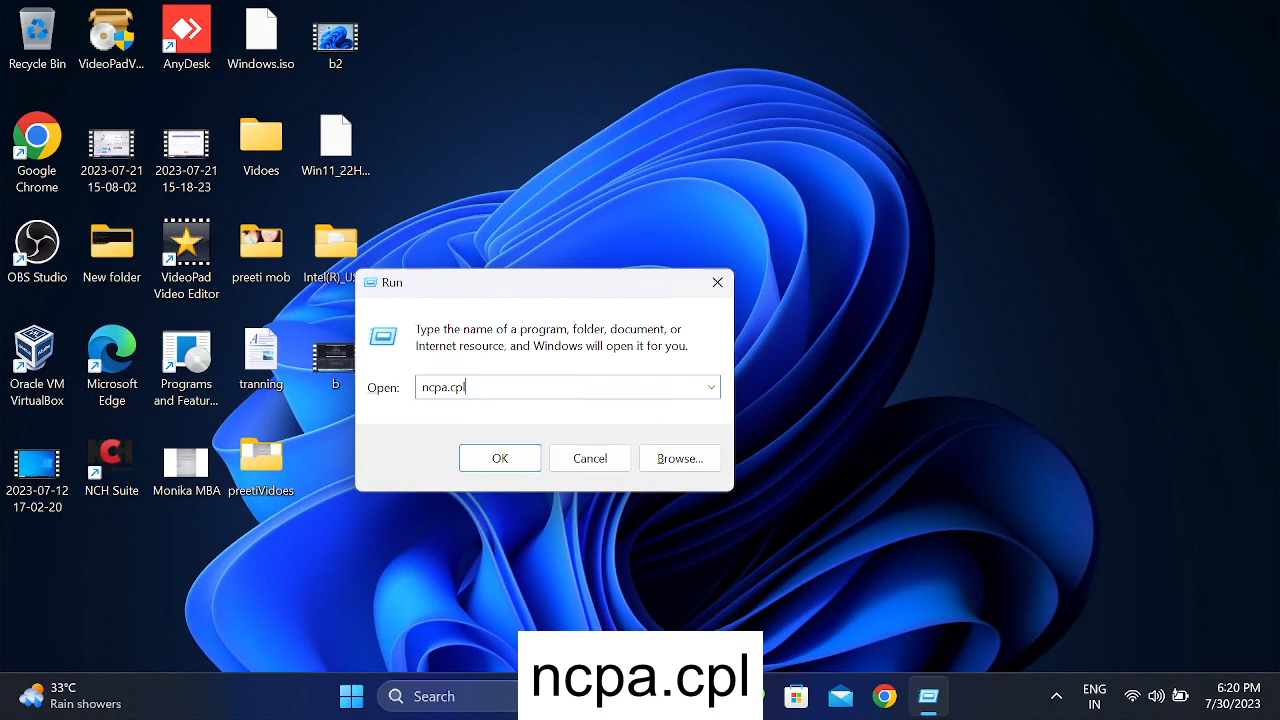 Recycle Bin
VideoPadV...
AnyDesk
Windows.iso
b2
Google
Chrome
2023-07-21
15-08-02
2023-07-21
15-18-23
Vidoes
Win11_22H...
OBS Studio
New folder
VideoPad
Video Editor
preeti mob
Intel(R)_U
Run
Type the name of a program, folder, document, or
Internet resource, and Windows will open it for you.
Open:
ncpa.cpl
OK
Cancel
Browse...
Oracle VM
VirtualBox
Microsoft
Edge
Programs
and Featur...
tranning
b
2023-07-12
17-02-20
NCH Suite
Monika MBA
preetiVidoes
ncpa.cpl
33°C
Rain showers
Search
ENG
IN
PM
7/30/2023